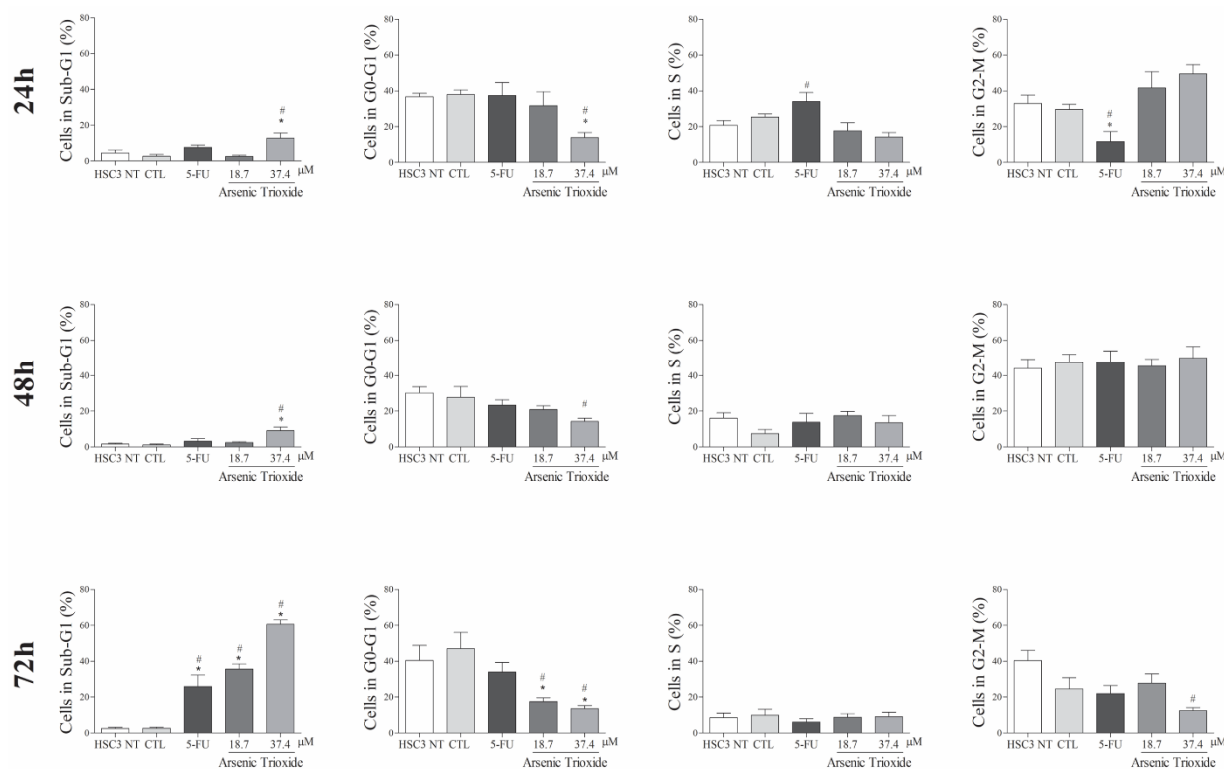 24h
Cells in Sub-G1 (%)
80
60
40
20
0
#
*
HSC3 NT CTL 5-FU 18.7 37.4 μM
Arsenic Trioxide
Cells in G0-G1 (%)
80
60
40
20
0
#
*
HSC3 NT CTL 5-FU 18.7 37.4 μM
Arsenic Trioxide
Cells in S (%)
80
60
40
20
0
#
HSC3 NT CTL 5-FU 18.7 37.4 μM
Arsenic Trioxide
Cells in G2-M (%)
80
60
40
20
0
#
*
HSC3 NT CTL 5-FU 18.7 37.4 μM
Arsenic Trioxide
48h
Cells in Sub-G1 (%)
80
60
40
20
0
#
*
HSC3 NT CTL 5-FU 18.7 37.4 μM
Arsenic Trioxide
Cells in G0-G1 (%)
80
60
40
20
0
#
HSC3 NT CTL 5-FU 18.7 37.4 μM
Arsenic Trioxide
Cells in S (%)
80
60
40
20
0
HSC3 NT CTL 5-FU 18.7 37.4 μM
Arsenic Trioxide
Cells in G2-M (%)
80
60
40
20
0
HSC3 NT CTL 5-FU 18.7 37.4 μM
Arsenic Trioxide
72h
Cells in Sub-G1 (%)
80
60
40
20
0
# # #
* * *
HSC3 NT CTL 5-FU 18.7 37.4 μM
Arsenic Trioxide
Cells in G0-G1 (%)
80
60
40
20
0
# #
* *
HSC3 NT CTL 5-FU 18.7 37.4 μM
Arsenic Trioxide
Cells in S (%)
80
60
40
20
0
HSC3 NT CTL 5-FU 18.7 37.4 μM
Arsenic Trioxide
Cells in G2-M (%)
80
60
40
20
0
#
HSC3 NT CTL 5-FU 18.7 37.4 μM
Arsenic Trioxide